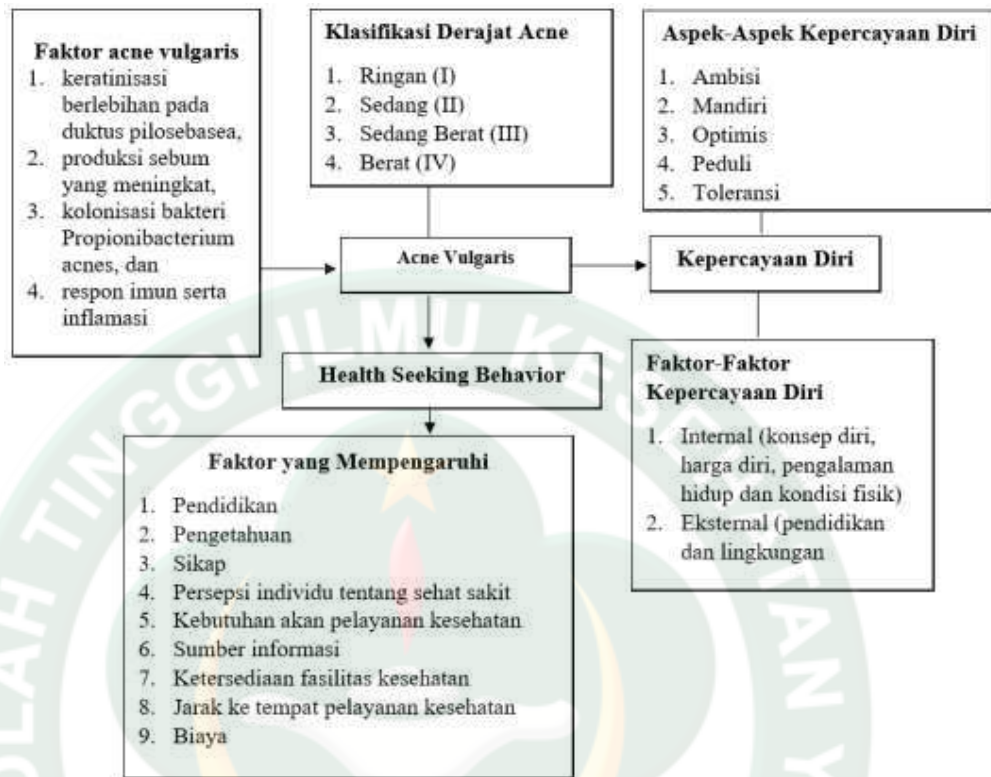 Faktor acne vulgaris
1. keratinisasi
berlebihan pada
duktus pilosebasea,
2. produksi sebum
yang meningkat,
3. kolonisasi bakteri
Propionibacterium
acnes, dan
4. respon imun serta
inflamasi
Klasifikasi Derajat Acne
1. Ringan (I)
2. Sedang (II)
3. Sedang Berat (III)
4. Berat (IV)
Aspek-Aspek Kepercayaan Diri
1. Ambisi
2. Mandiri
3. Optimis
4. Peduli
5. Toleransi
Acne Vulgaris
Kepercayaan Diri
Health Seeking Behavior
Faktor-Faktor
Kepercayaan Diri
1. Internal (konsep diri,
harga diri, pengalaman
hidup dan kondisi fisik)
2. Eksternal (pendidikan
dan lingkungan
Faktor yang Mempengaruhi
1. Pendidikan
2. Pengetahuan
3. Sikap
4. Persepsi individu tentang sehat sakit
5. Kebutuhan akan pelayanan kesehatan
6. Sumber informasi
7. Ketersediaan fasilitas kesehatan
8. Jarak ke tempat pelayanan kesehatan
9. Biaya
TINGGI ILMU